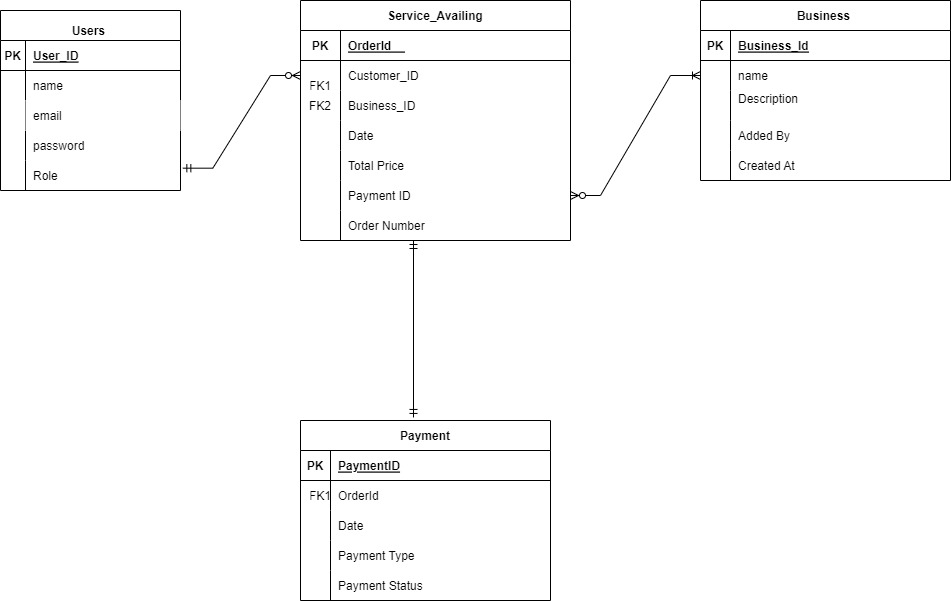 Users
PK User_ID
name
email
password
Role
Service_Availing
PK OrderId__
Customer_ID
FK1
FK2 Business_ID
Date
Total Price
Payment ID
Order Number
Business
PK Business_Id
name
Description
Added By
Created At
Payment
PK PaymentID
FK1 OrderId
Date
Payment Type
Payment Status